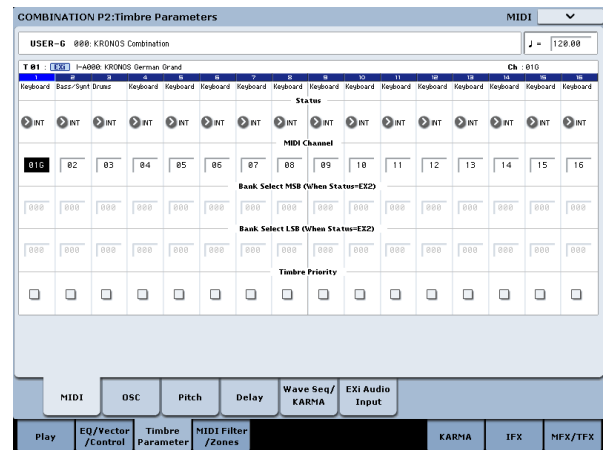 COMBINATION P2:Timbre Parameters MIDI
USER-G 000: KRONOS Combination ♩ = 120.00
T 01 : EXi I-A000: KRONOS German Grand Ch : 01G
1 2 3 4 5 6 7 8 9 10 11 12 13 14 15 16
Keyboard Bass/Synt Drums Keyboard Keyboard Keyboard Keyboard Keyboard Keyboard Keyboard Keyboard Keyboard Keyboard Keyboard Keyboard Keyboard
Status
INT INT INT INT INT INT INT INT INT INT INT INT INT INT INT INT
MIDI Channel
01G 02 03 04 05 06 07 08 09 10 11 12 13 14 15 16
Bank Select MSB (When Status=EX2)
000 000 000 000 000 000 000 000 000 000 000 000 000 000 000 000
Bank Select LSB (When Status=EX2)
000 000 000 000 000 000 000 000 000 000 000 000 000 000 000 000
Timbre Priority
MIDI OSC Pitch Delay Wave Seq/ KARMA EXi Audio Input
Play EQ/Vector /Control Timbre Parameter MIDI Filter /Zones KARMA IFX MFX/TFX